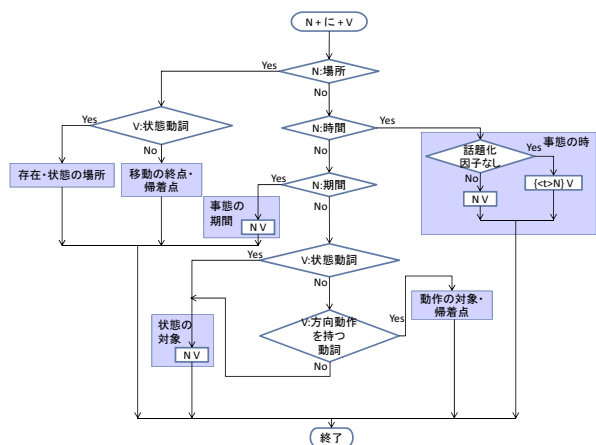 N + に + V
Yes
N:場所
No
Yes
V:状態動詞
No
存在・状態の場所
移動の終点・
帰着点
N:時間
Yes
No
事態の時
話題化
因子なし
Yes
No
N V
{<t>N} V
N:期間
Yes
No
事態の
期間
N V
V:状態動詞
Yes
No
状態の
対象
N V
V:方向動作
を持つ
動詞
Yes
No
動作の対象・
帰着点
終了